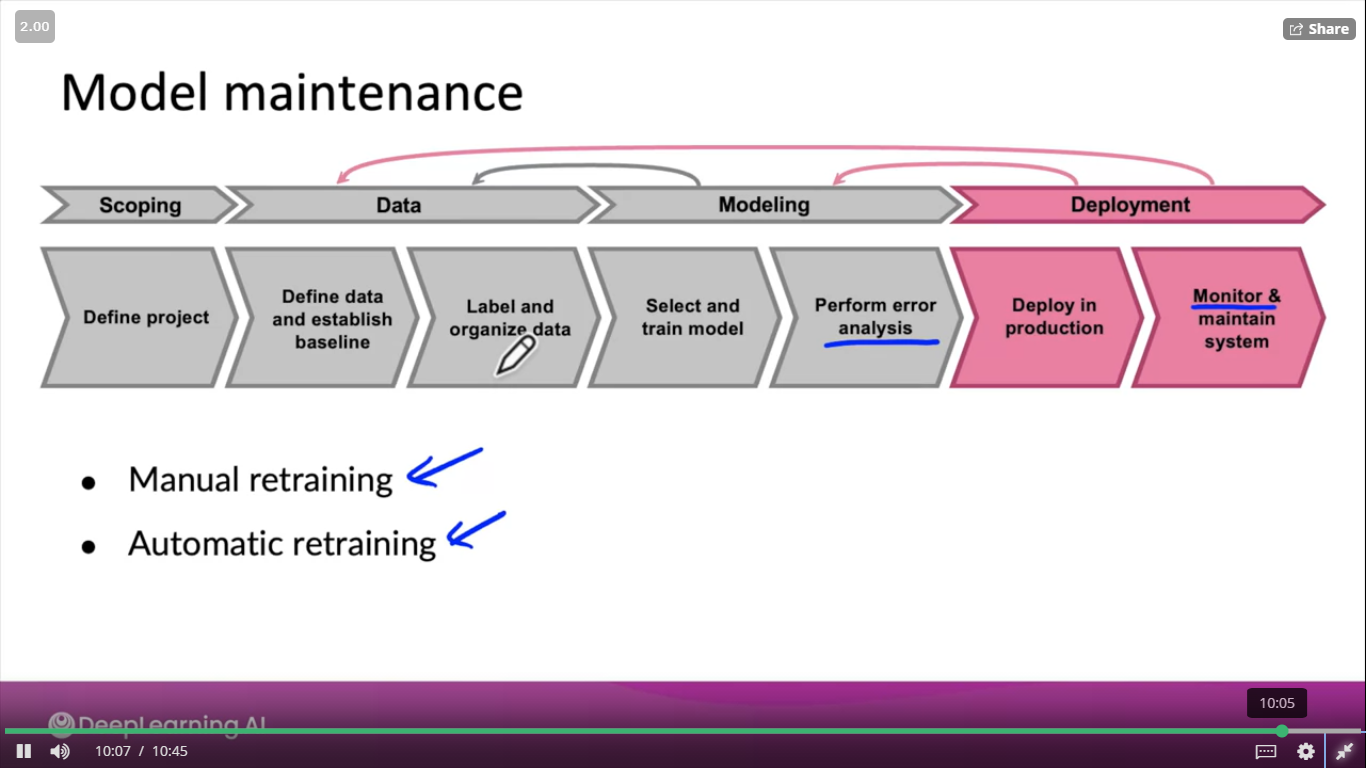 2.00
Share
Model maintenance
Scoping
Data
Modeling
Deployment
Define project
Define data
and establish
baseline
Label and
organize data
Select and
train model
Perform error
analysis
Deploy in
production
Monitor &
maintain
system
• Manual retraining
• Automatic retraining
DeepLearning.AI
10:05
10:07 / 10:45